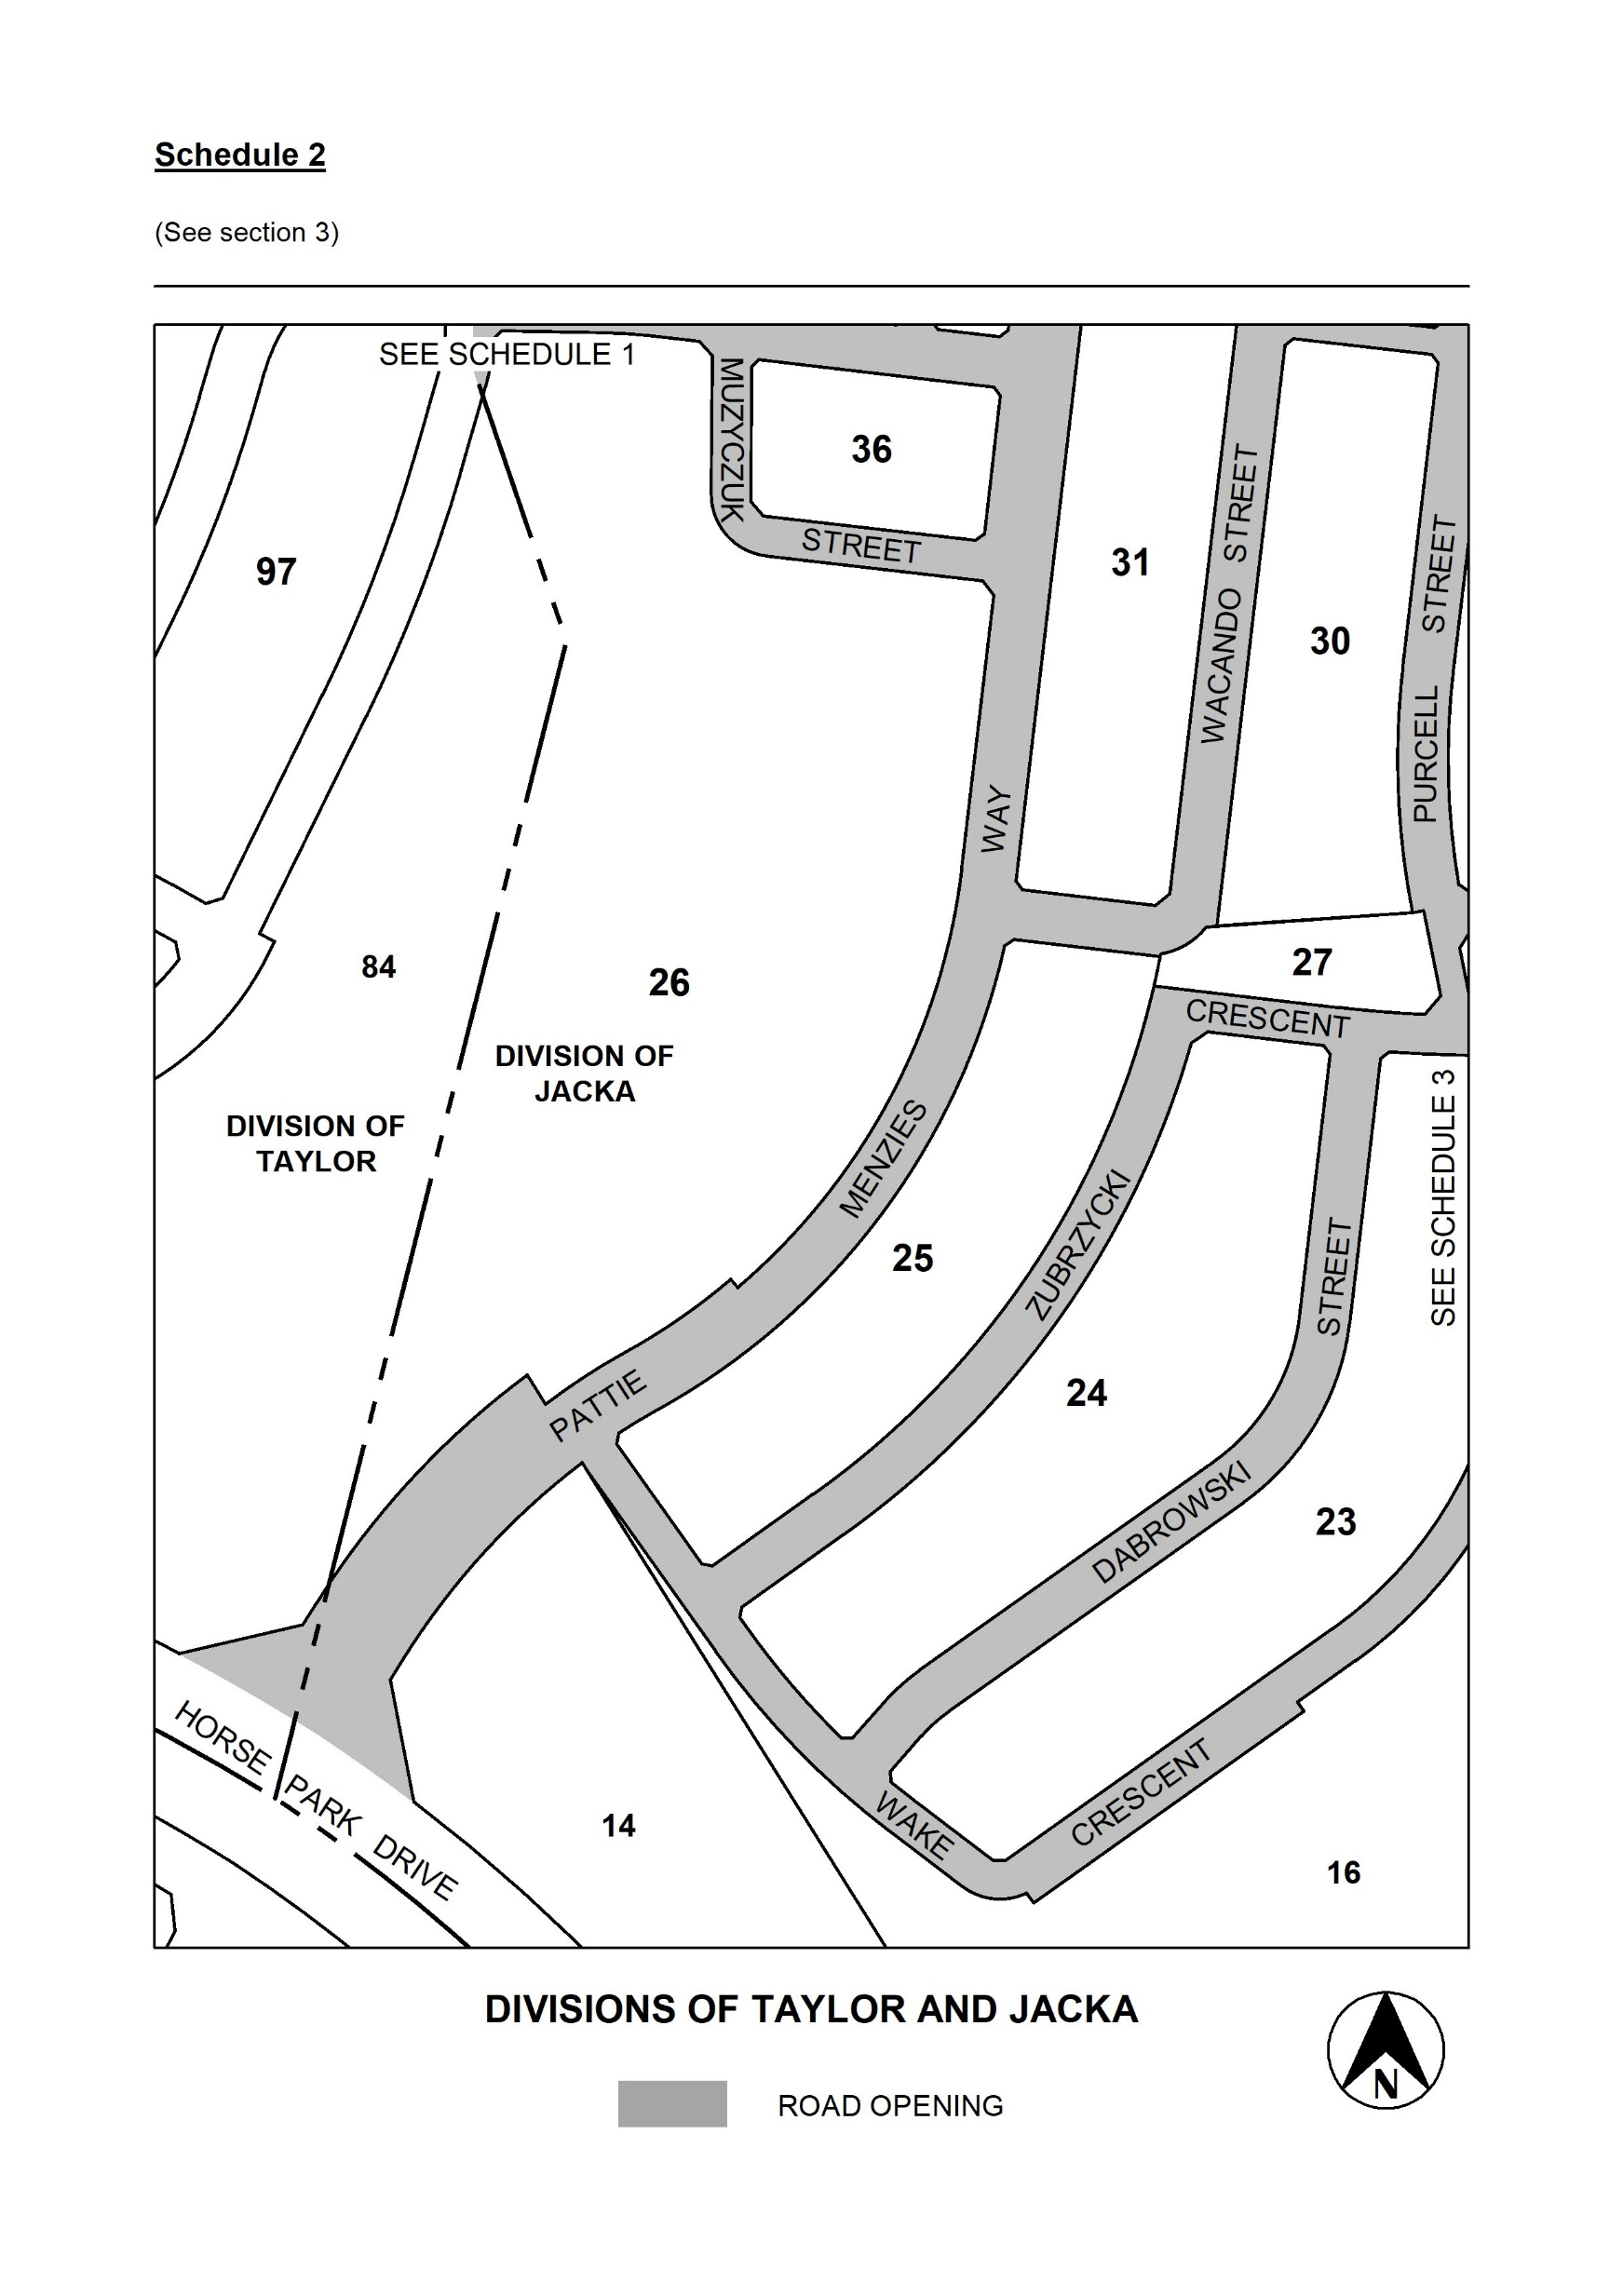 Schedule 2
(See section 3)
SEE SCHEDULE 1
MUZYCZUK
STREET
36
97
31
WACANDO STREET
30
PURCELL STREET
WAY
84
26
27
CRESCENT
DIVISION OF
JACKA
DIVISION OF
TAYLOR
MENZIES
25
ZUBRZYCKI
STREET
SEE SCHEDULE 3
PATTIE
24
DABROWSKI
23
HORSE PARK DRIVE
14
WAKE
CRESCENT
16
DIVISIONS OF TAYLOR AND JACKA
N
ROAD OPENING